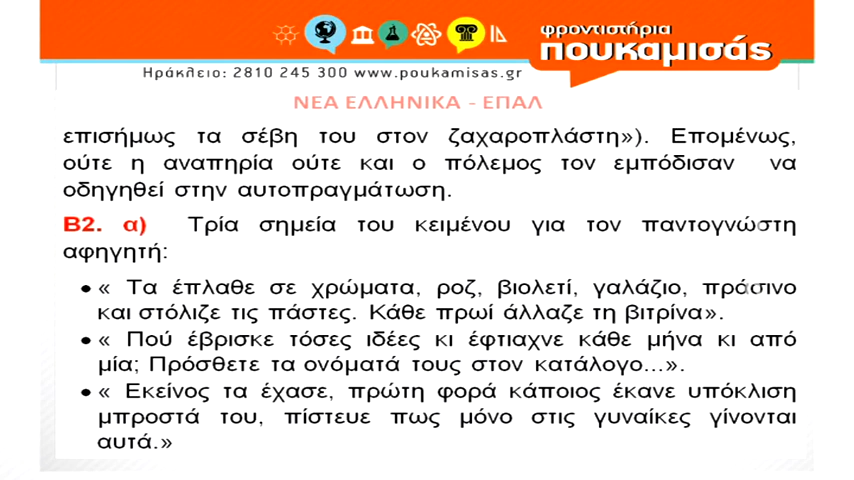 φροντιστήρια
πουκαμισάς
Ηράκλειο: 2810 245 300 www.poukamisas.gr
ΝΕΑ ΕΛΛΗΝΙΚΑ - ΕΠΑΛ
επισήμως τα σέβη του στον ζαχαροπλάστη»). Επομένως,
ούτε η αναπηρία ούτε και ο πόλεμος τον εμπόδισαν να
οδηγηθεί στην αυτοπραγμάτωση.
Β2. α) Τρία σημεία του κειμένου για τον παντογνώστη
αφηγητή:
• « Τα έπλαθε σε χρώματα, ροζ, βιολετί, γαλάζιο, πράσινο
και στόλιζε τις πάστες. Κάθε πρωί άλλαζε τη βιτρίνα».
• « Πού έβρισκε τόσες ιδέες κι έφτιαχνε κάθε μήνα κι από
μία; Πρόσθετε τα ονόματά τους στον κατάλογο...».
• « Εκείνος τα έχασε, πρώτη φορά κάποιος έκανε υπόκλιση
μπροστά του, πίστευε πως μόνο στις γυναίκες γίνονται
αυτά.»